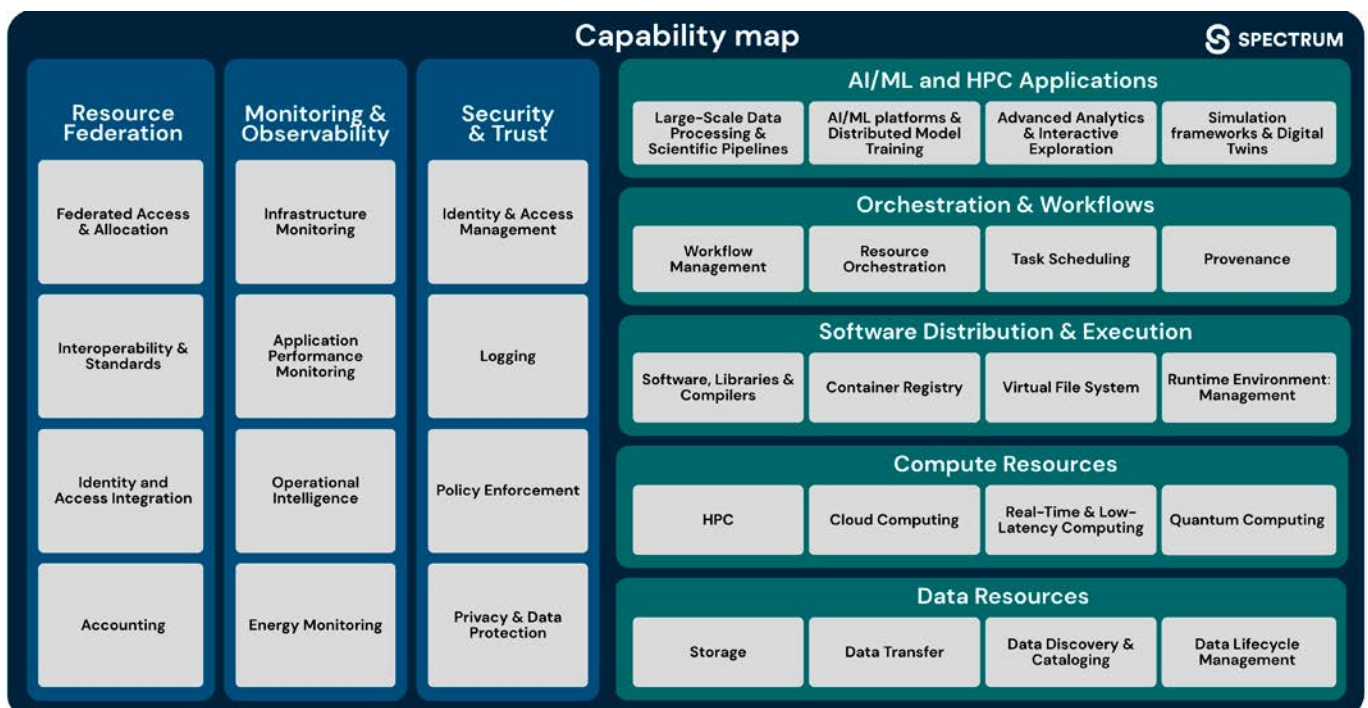 Capability map
SPECTRUM
Resource
Federation
Federated Access
& Allocation
Interoperability &
Standards
Identity and
Access Integration
Accounting
Monitoring &
Observability
Infrastructure
Monitoring
Application
Performance
Monitoring
Operational
Intelligence
Energy Monitoring
Security
& Trust
Identity & Access
Management
Logging
Policy Enforcement
Privacy & Data
Protection
AI/ML and HPC Applications
Large-Scale Data
Processing &
Scientific Pipelines
AI/ML platforms &
Distributed Model
Training
Advanced Analytics
& Interactive
Exploration
Simulation
frameworks & Digital
Twins
Orchestration & Workflows
Workflow
Management
Resource
Orchestration
Task Scheduling
Provenance
Software Distribution & Execution
Software, Libraries &
Compilers
Container Registry
Virtual File System
Runtime Environment:
Management
Compute Resources
HPC
Cloud Computing
Real-Time & Low-
Latency Computing
Quantum Computing
Data Resources
Storage
Data Transfer
Data Discovery &
Cataloging
Data Lifecycle
Management